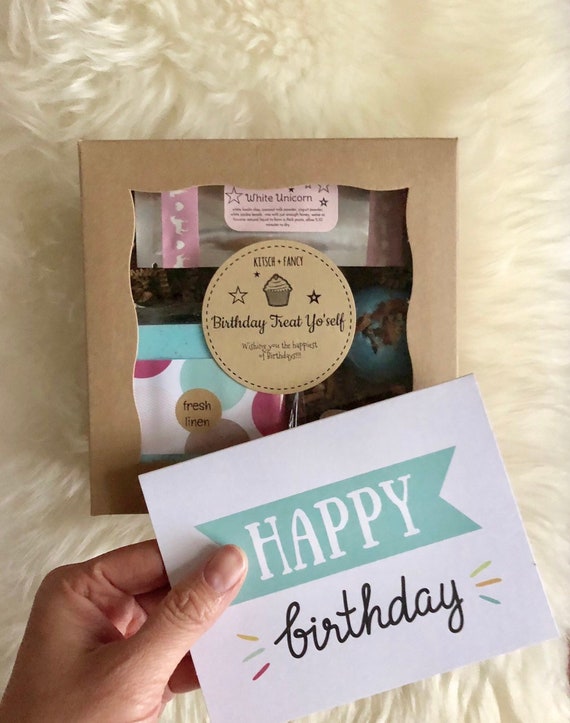 White Unicorn
KITSCH + FANCY
Birthday Treat Yo'self
Wishing you the happiest
of Birthdays!!!
fresh
linen
HAPPY
birthday